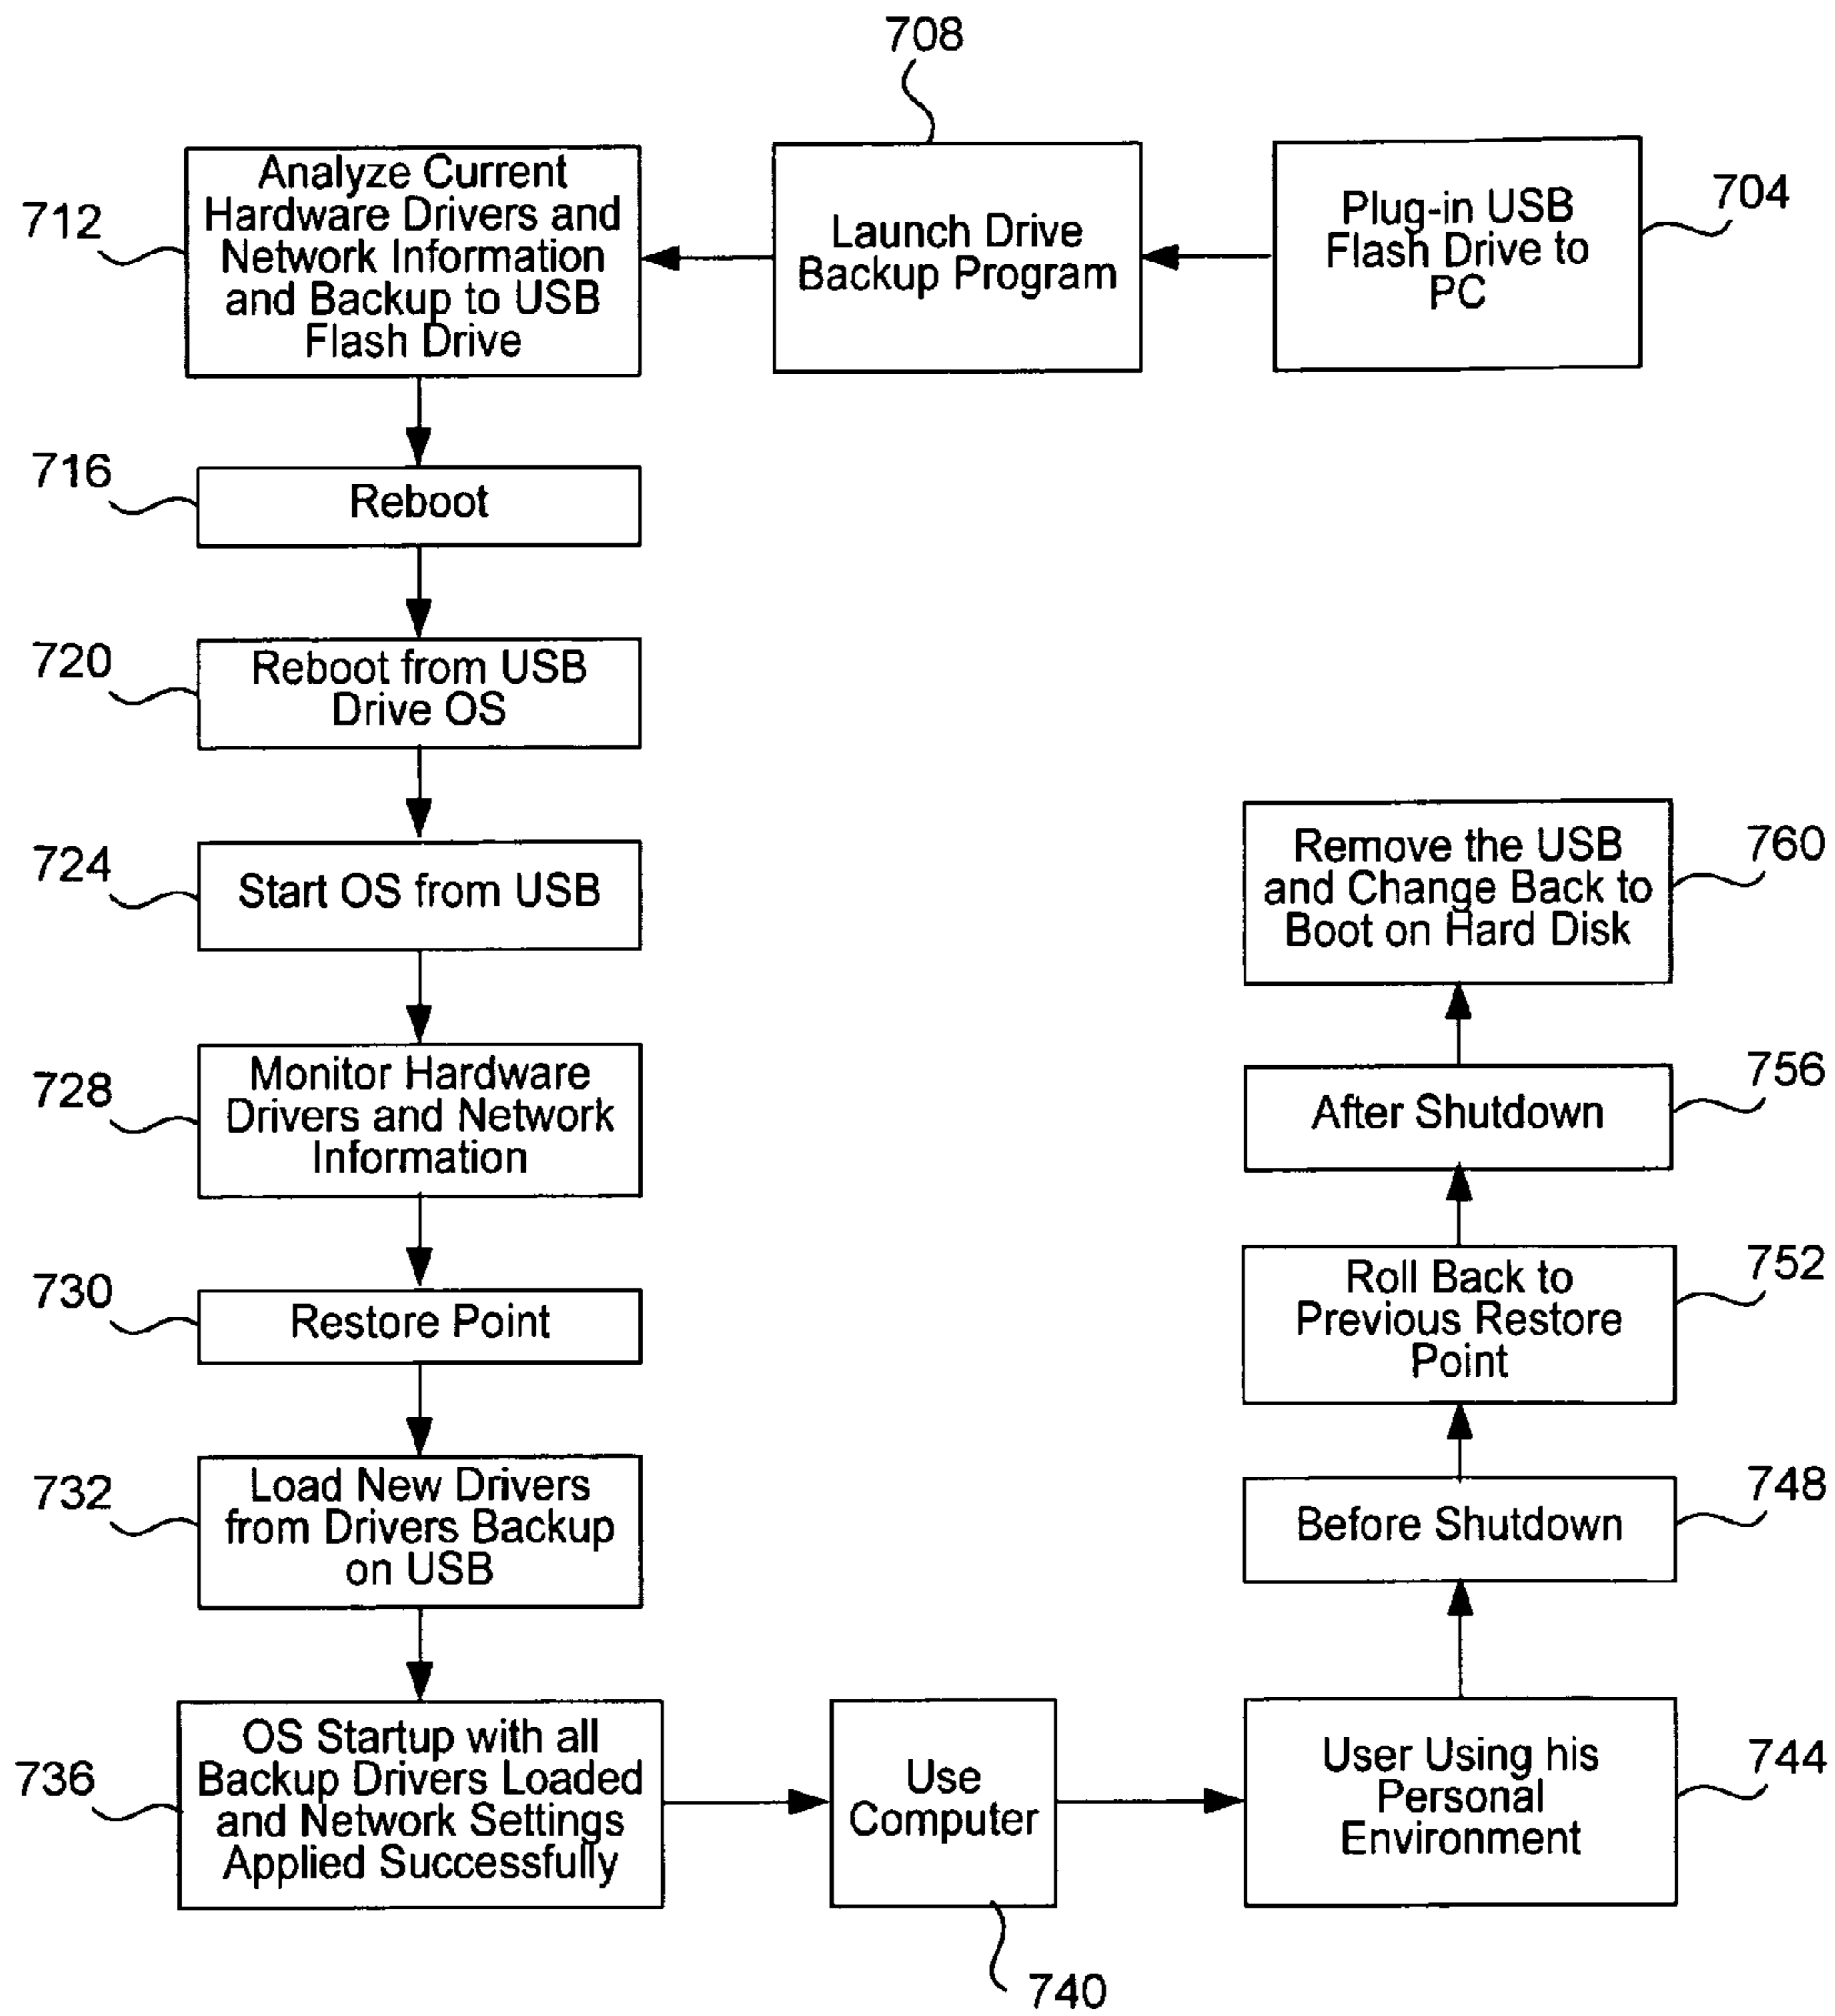 704
Plug-in USB
Flash Drive to
PC
708
Launch Drive
Backup Program
712
Analyze Current
Hardware Drivers and
Network Information
and Backup to USB
Flash Drive
716
Reboot
720
Reboot from USB
Drive OS
724
Start OS from USB
728
Monitor Hardware
Drivers and Network
Information
730
Restore Point
732
Load New Drivers
from Drivers Backup
on USB
736
OS Startup with all
Backup Drivers Loaded
and Network Settings
Applied Successfully
Use
Computer
740
User Using his
Personal
Environment
744
Before Shutdown
748
Roll Back to
Previous Restore
Point
752
After Shutdown
756
Remove the USB
and Change Back to
Boot on Hard Disk
760